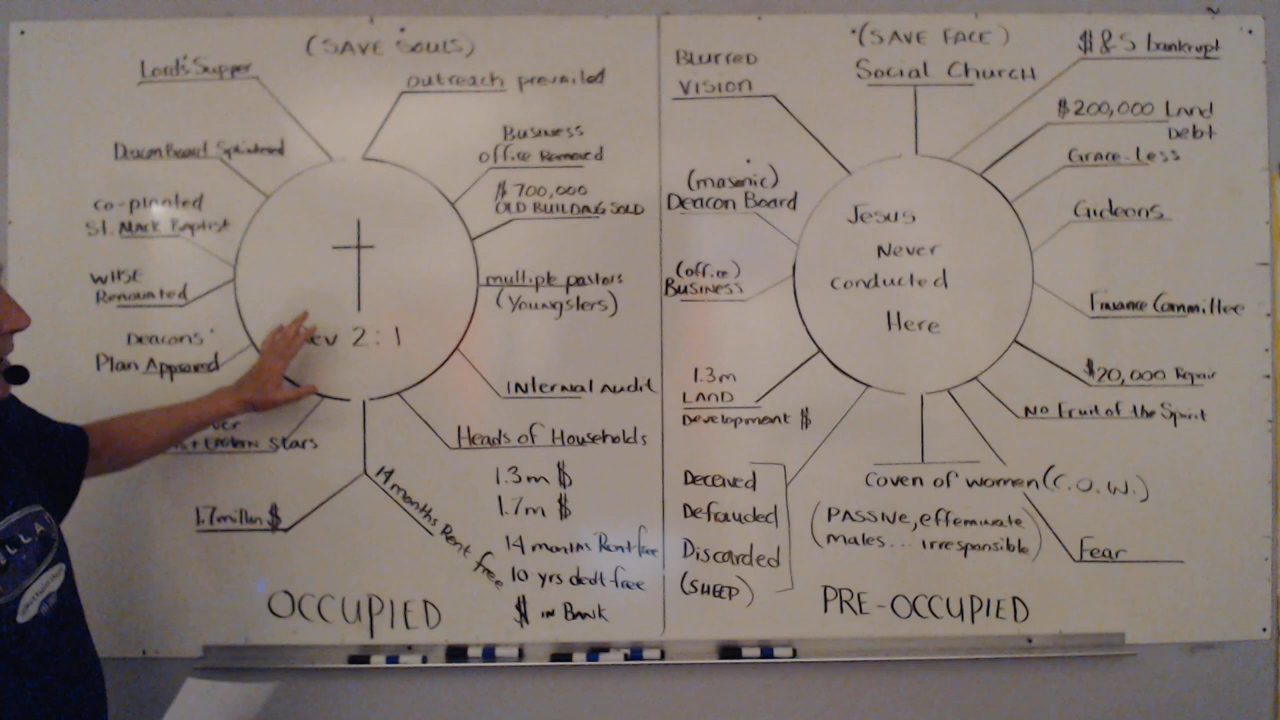 (SAVE SOULS)
Lord's Supper
outreach prevailed
Deacon Board Splintered
Business
office Removed
co-planted
St. Mark Baptist
$700,000
OLD BUILDING SOLD
WHSE
Renovated
multiple pastors
(Youngsters)
Deacons'
Plan Approved
ev 2:1
Internal Audit
Eastern Stars
Heads of Households
1.7million $
14 months Rent free
1.3m $
1.7m $
14 months Rent free
10 yrs debt free
$ in Bank
OCCUPIED
(SAVE FACE)
Blurred
Vision
Social Church
$ & S bankrupt
$200,000 Land
Debt
Grace-less
(masonic)
Deacon Board
Gideons
Jesus
Never
Conducted
Here
(office)
Business
Finance Committee
1.3m
LAND
Development $
$20,000 Repair
No Fruit of the Spirit
Deceived
Defrauded
Discarded
(SHEEP)
Coven of women (C.O.W.)
(PASSIVE, effeminate
males... irresponsible)
Fear
PRE-OCCUPIED